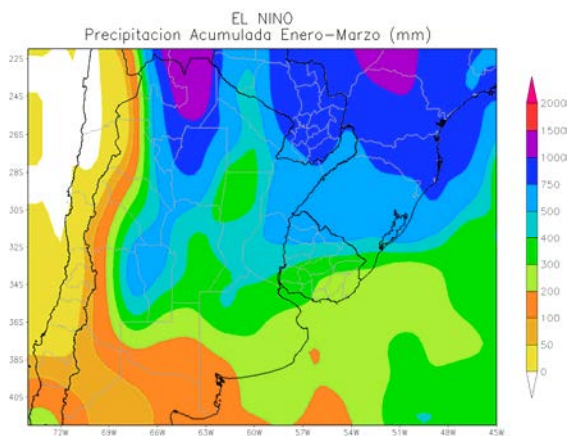 EL NINO
Precipitacion Acumulada Enero-Marzo (mm)
22S
24S
26S
28S
30S
32S
34S
36S
38S
40S
72W
69W
66W
63W
60W
57W
54W
51W
48W
45W
2000
1500
1100
750
500
400
300
200
100
50
0